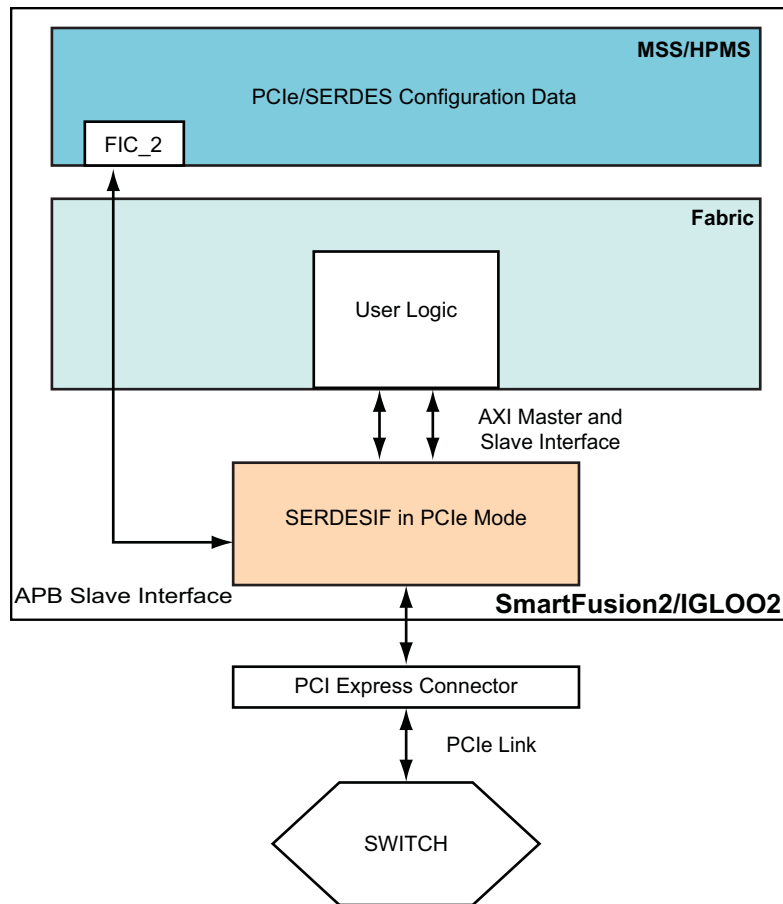 MSS/HPMS
PCIe/SERDES Configuration Data
FIC_2
Fabric
User Logic
AXI Master and
Slave Interface
SERDESIF in PCIe Mode
APB Slave Interface
SmartFusion2/IGLOO2
PCI Express Connector
PCIe Link
SWITCH